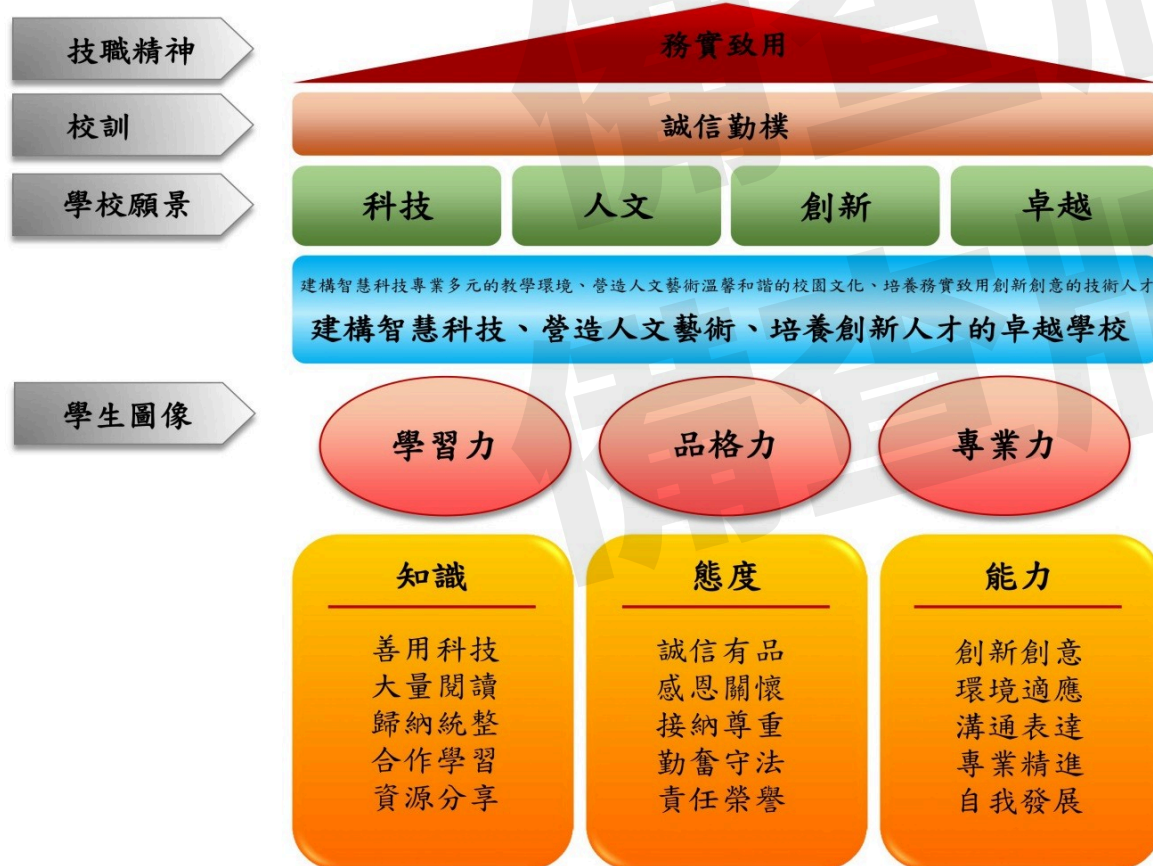 技職精神
務實致用
校訓
誠信勤樸
學校願景
科技
人文
創新
卓越
建構智慧科技專業多元的教學環境、營造人文藝術溫馨和諧的校園文化、培養務實致用創新創意的技術人才
建構智慧科技、營造人文藝術、培養創新人才的卓越學校
學生圖像
學習力
品格力
專業力
知識
善用科技
大量閱讀
歸納統整
合作學習
資源分享
態度
誠信有品
感恩關懷
接納尊重
勤奮守法
責任榮譽
能力
創新創意
環境適應
溝通表達
專業精進
自我發展
備查
備查